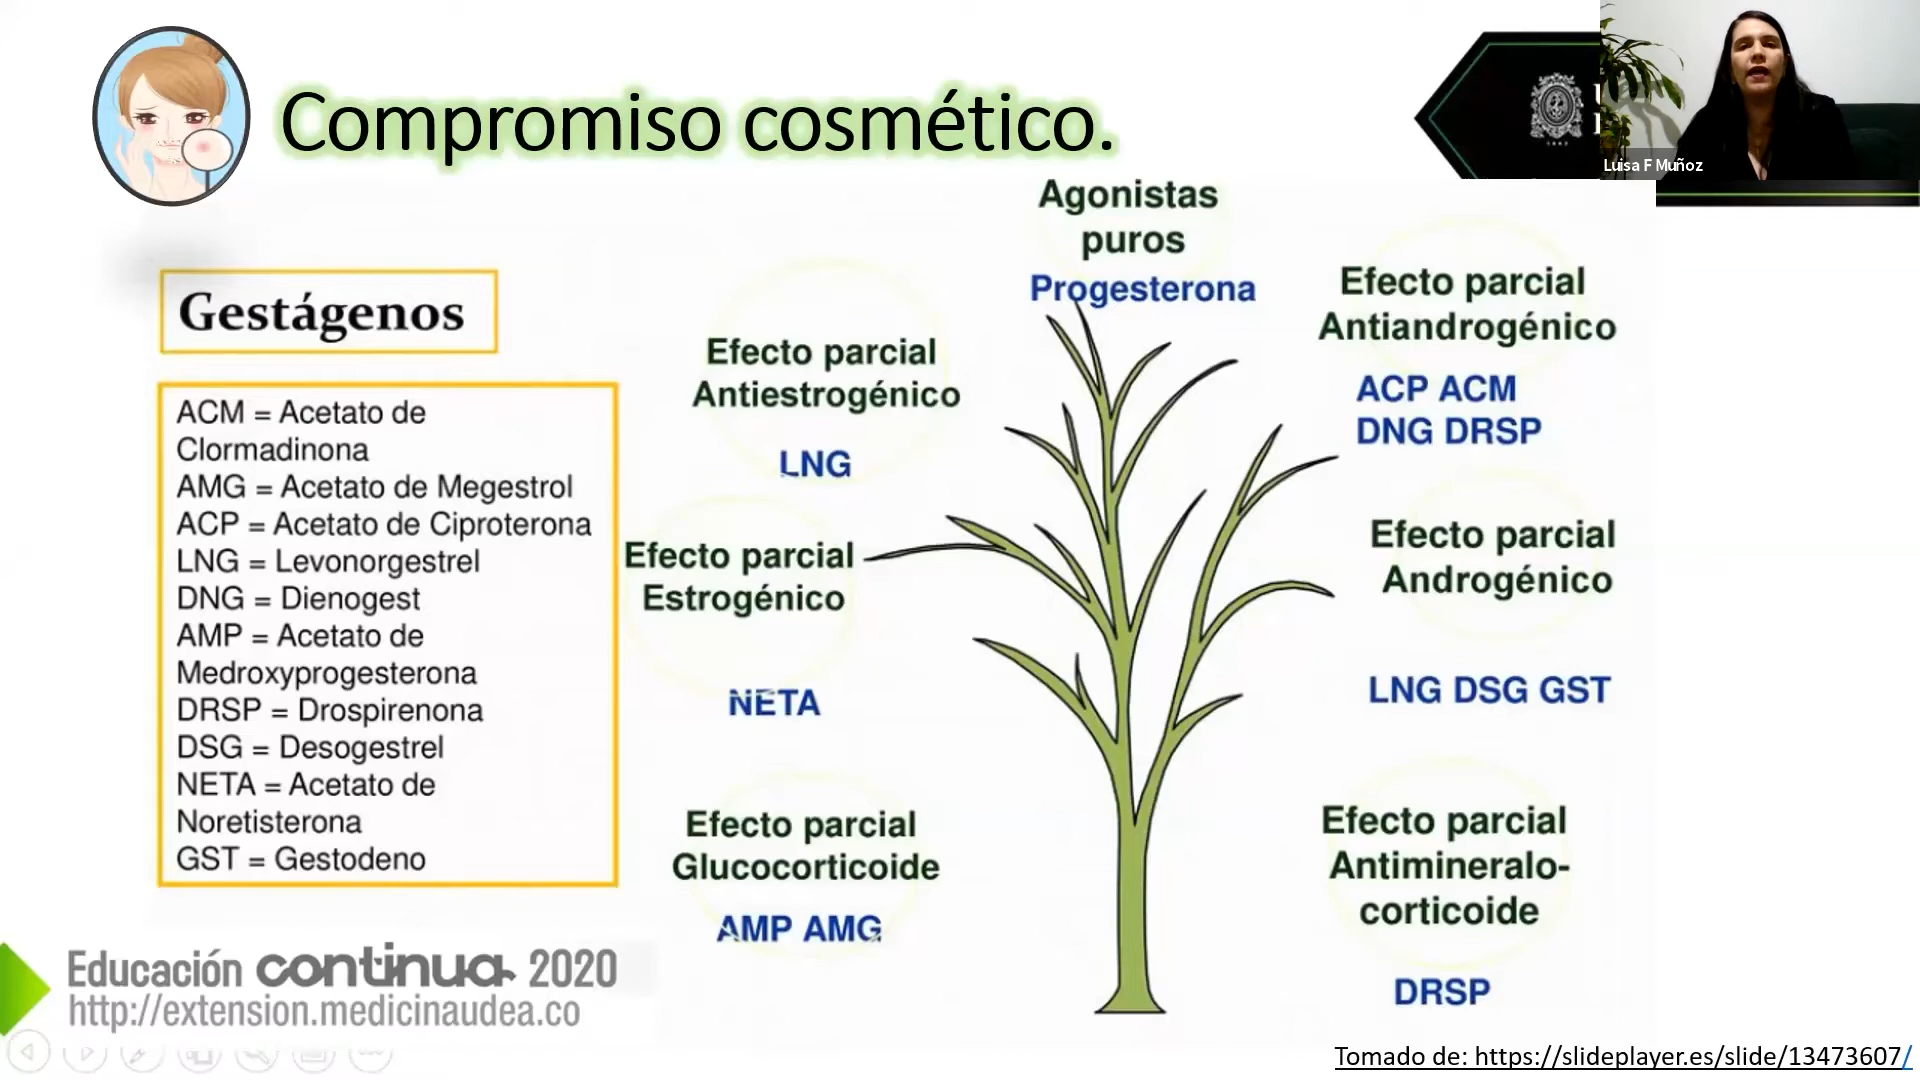 Compromiso cosmético.
Luisa F Muñoz
Gestágenos
ACM = Acetato de
Clormadinona
AMG = Acetato de Megestrol
ACP = Acetato de Ciproterona
LNG = Levonorgestrel
DNG = Dienogest
AMP = Acetato de
Medroxyprogesterona
DRSP = Drospirenona
DSG = Desogestrel
NETA = Acetato de
Noretisterona
GST = Gestodeno
Agonistas
puros
Progesterona
Efecto parcial
Antiestrogénico
LNG
Efecto parcial
Estrogénico
NETA
Efecto parcial
Glucocorticoide
AMP AMG
Efecto parcial
Antiandrogénico
ACP ACM
DNG DRSP
Efecto parcial
Androgénico
LNG DSG GST
Efecto parcial
Antimineralo-
corticoide
DRSP
Educación continua 2020
http://extension.medicinaudea.co
Tomado de: https://slideplayer.es/slide/13473607/